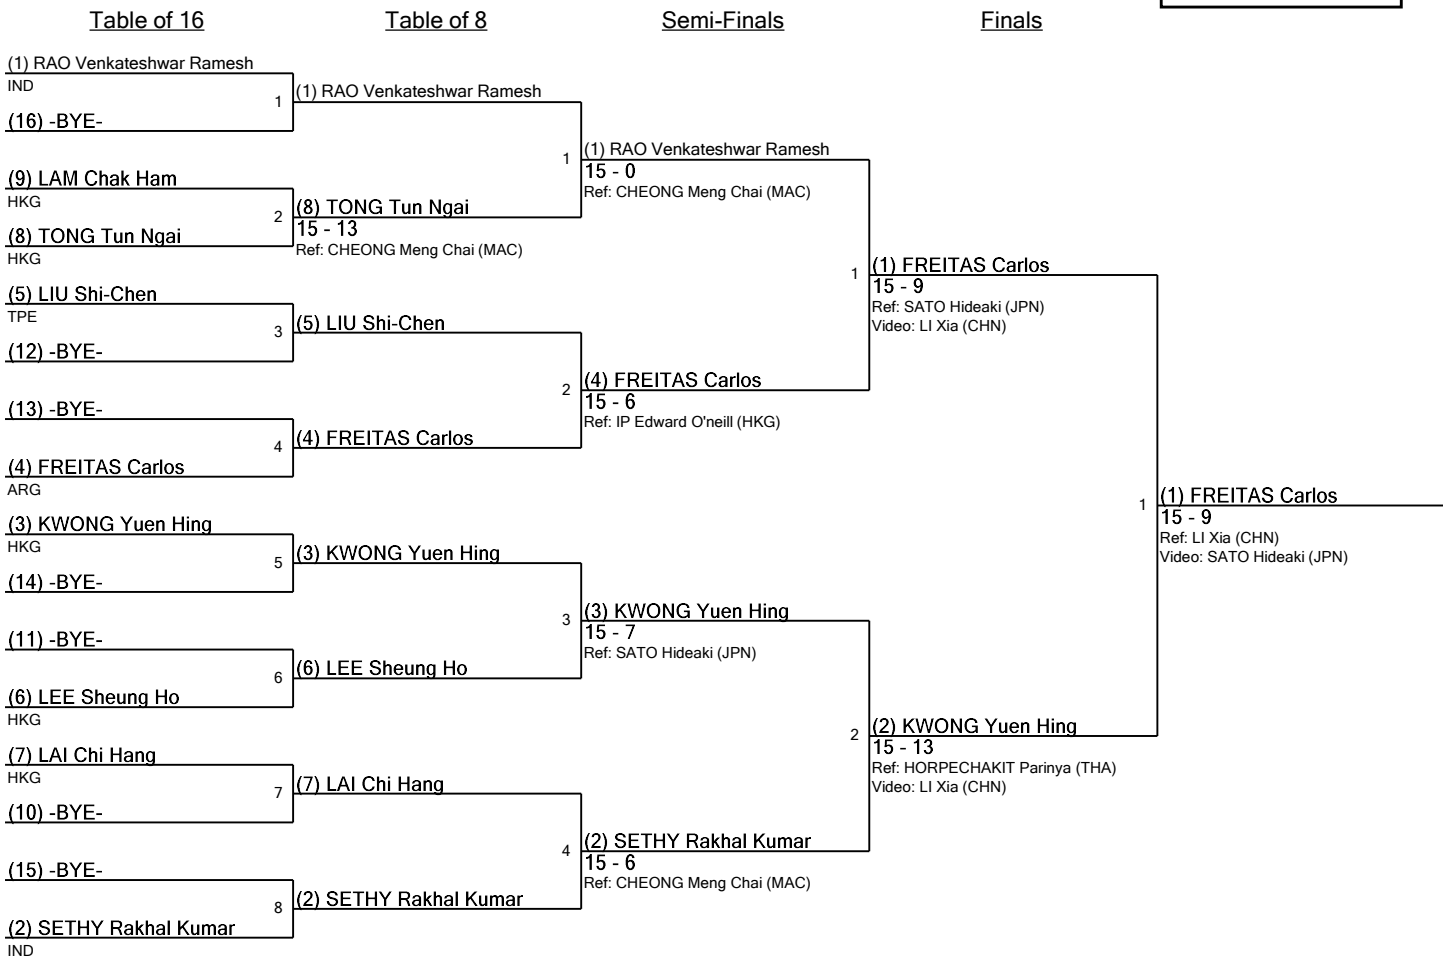 Table of 16
Table of 8
Semi-Finals
Finals
(1) RAO Venkateshwar Ramesh
IND
1
(16) -BYE-
(9) LAM Chak Ham
HKG
2
(8) TONG Tun Ngai
HKG
(5) LIU Shi-Chen
TPE
3
(12) -BYE-
(13) -BYE-
4
(4) FREITAS Carlos
ARG
(3) KWONG Yuen Hing
HKG
5
(14) -BYE-
(11) -BYE-
6
(6) LEE Sheung Ho
HKG
(7) LAI Chi Hang
HKG
7
(10) -BYE-
(15) -BYE-
8
(2) SETHY Rakhal Kumar
IND
(1) RAO Venkateshwar Ramesh
1
(8) TONG Tun Ngai
15 - 13
Ref: CHEONG Meng Chai (MAC)
(5) LIU Shi-Chen
2
(4) FREITAS Carlos
(3) KWONG Yuen Hing
3
(6) LEE Sheung Ho
(7) LAI Chi Hang
4
(2) SETHY Rakhal Kumar
(1) RAO Venkateshwar Ramesh
15 - 0
Ref: CHEONG Meng Chai (MAC)
1
(4) FREITAS Carlos
15 - 6
Ref: IP Edward O'neill (HKG)
(3) KWONG Yuen Hing
15 - 7
Ref: SATO Hideaki (JPN)
2
(2) SETHY Rakhal Kumar
15 - 6
Ref: CHEONG Meng Chai (MAC)
(1) FREITAS Carlos
15 - 9
Ref: SATO Hideaki (JPN)
Video: LI Xia (CHN)
1
(2) KWONG Yuen Hing
15 - 13
Ref: HORPECHAKIT Parinya (THA)
Video: LI Xia (CHN)
(1) FREITAS Carlos
15 - 9
Ref: LI Xia (CHN)
Video: SATO Hideaki (JPN)